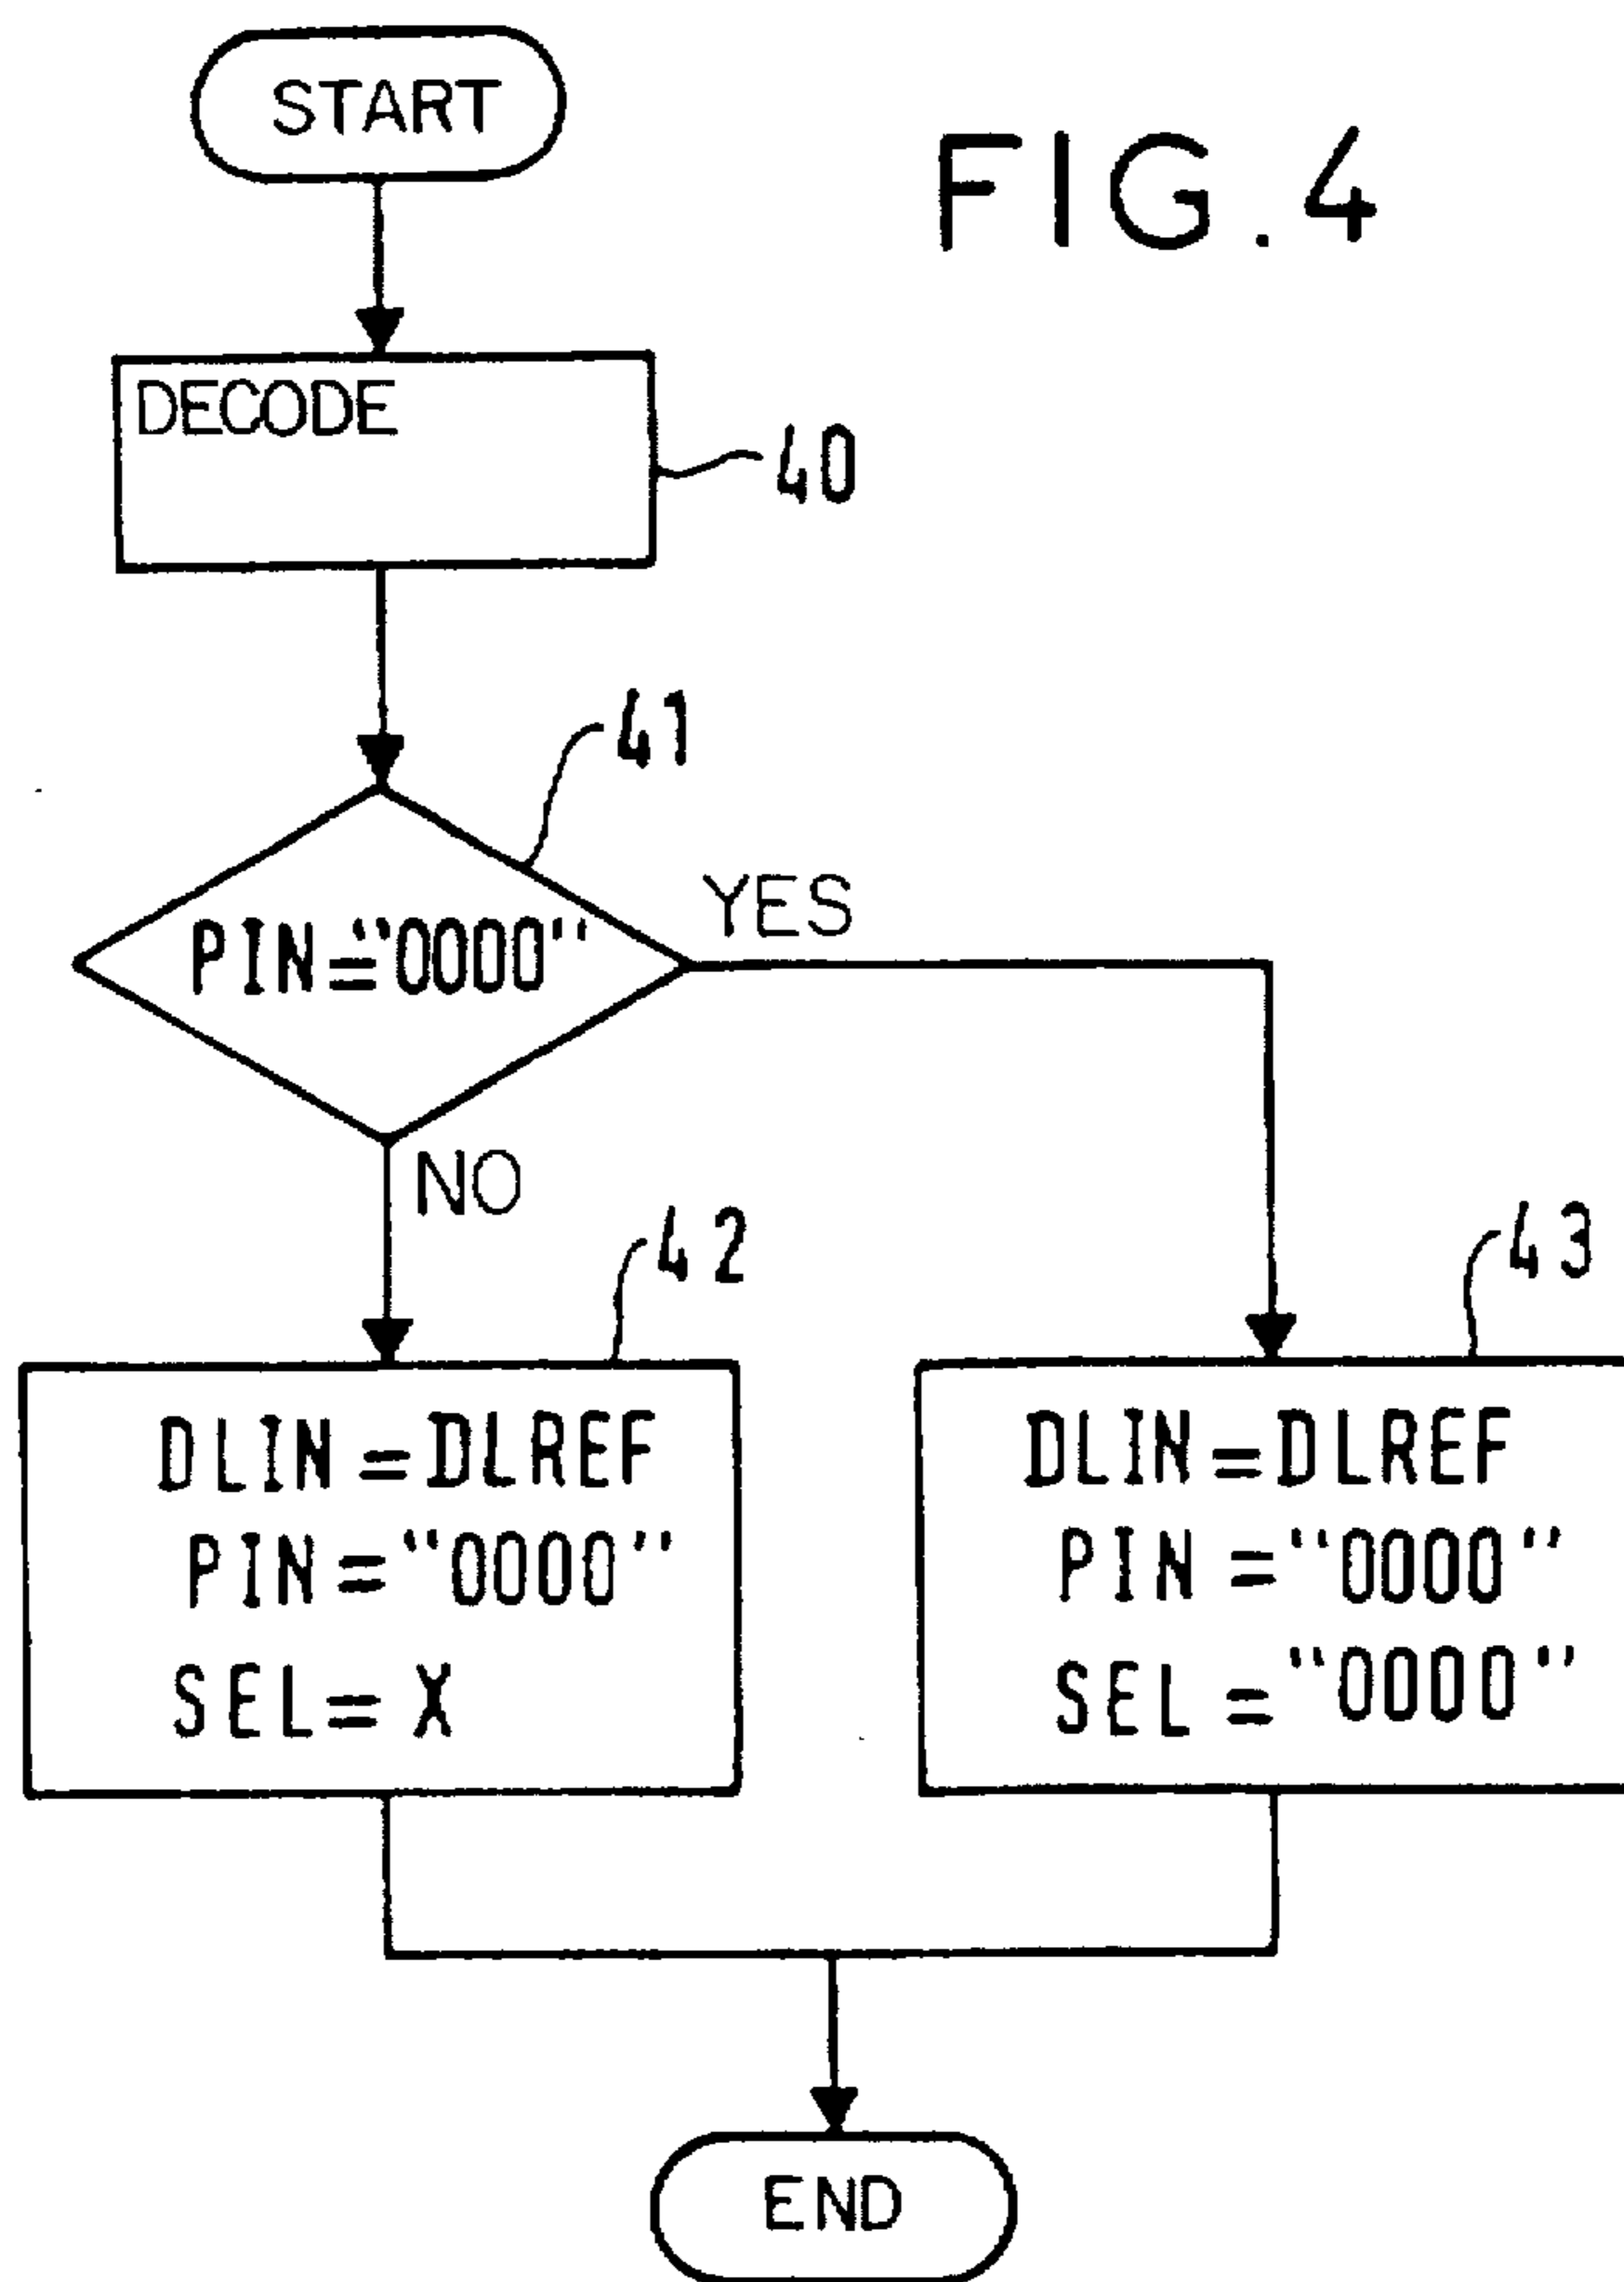 START
FIG.4
DECODE
40
41
PIN="0000"
YES
NO
42
43
DLIN=DLREF
PIN="0000"
SEL=X
DLIN=DLREF
PIN="0000"
SEL="0000"
END